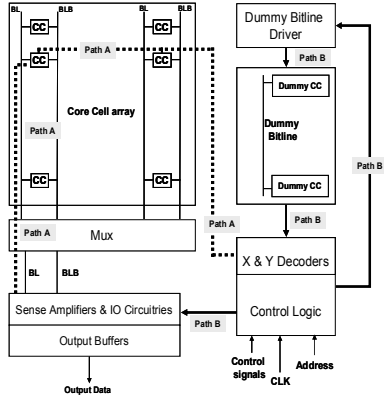 BL BLB BL BLB
CC CC
Path A
CC CC
Path A
Path A
Core Cell array
CC CC
Path A
Path A
Mux
BL BLB
Sense Amplifiers & IO Circuitries
Output Buffers
Output Data
Dummy Bitline
Driver
Path B
Dummy CC
Dummy
Bitline
Path B
Dummy CC
Path B
X & Y Decoders
Control Logic
Path B
Control
signals
CLK
Address